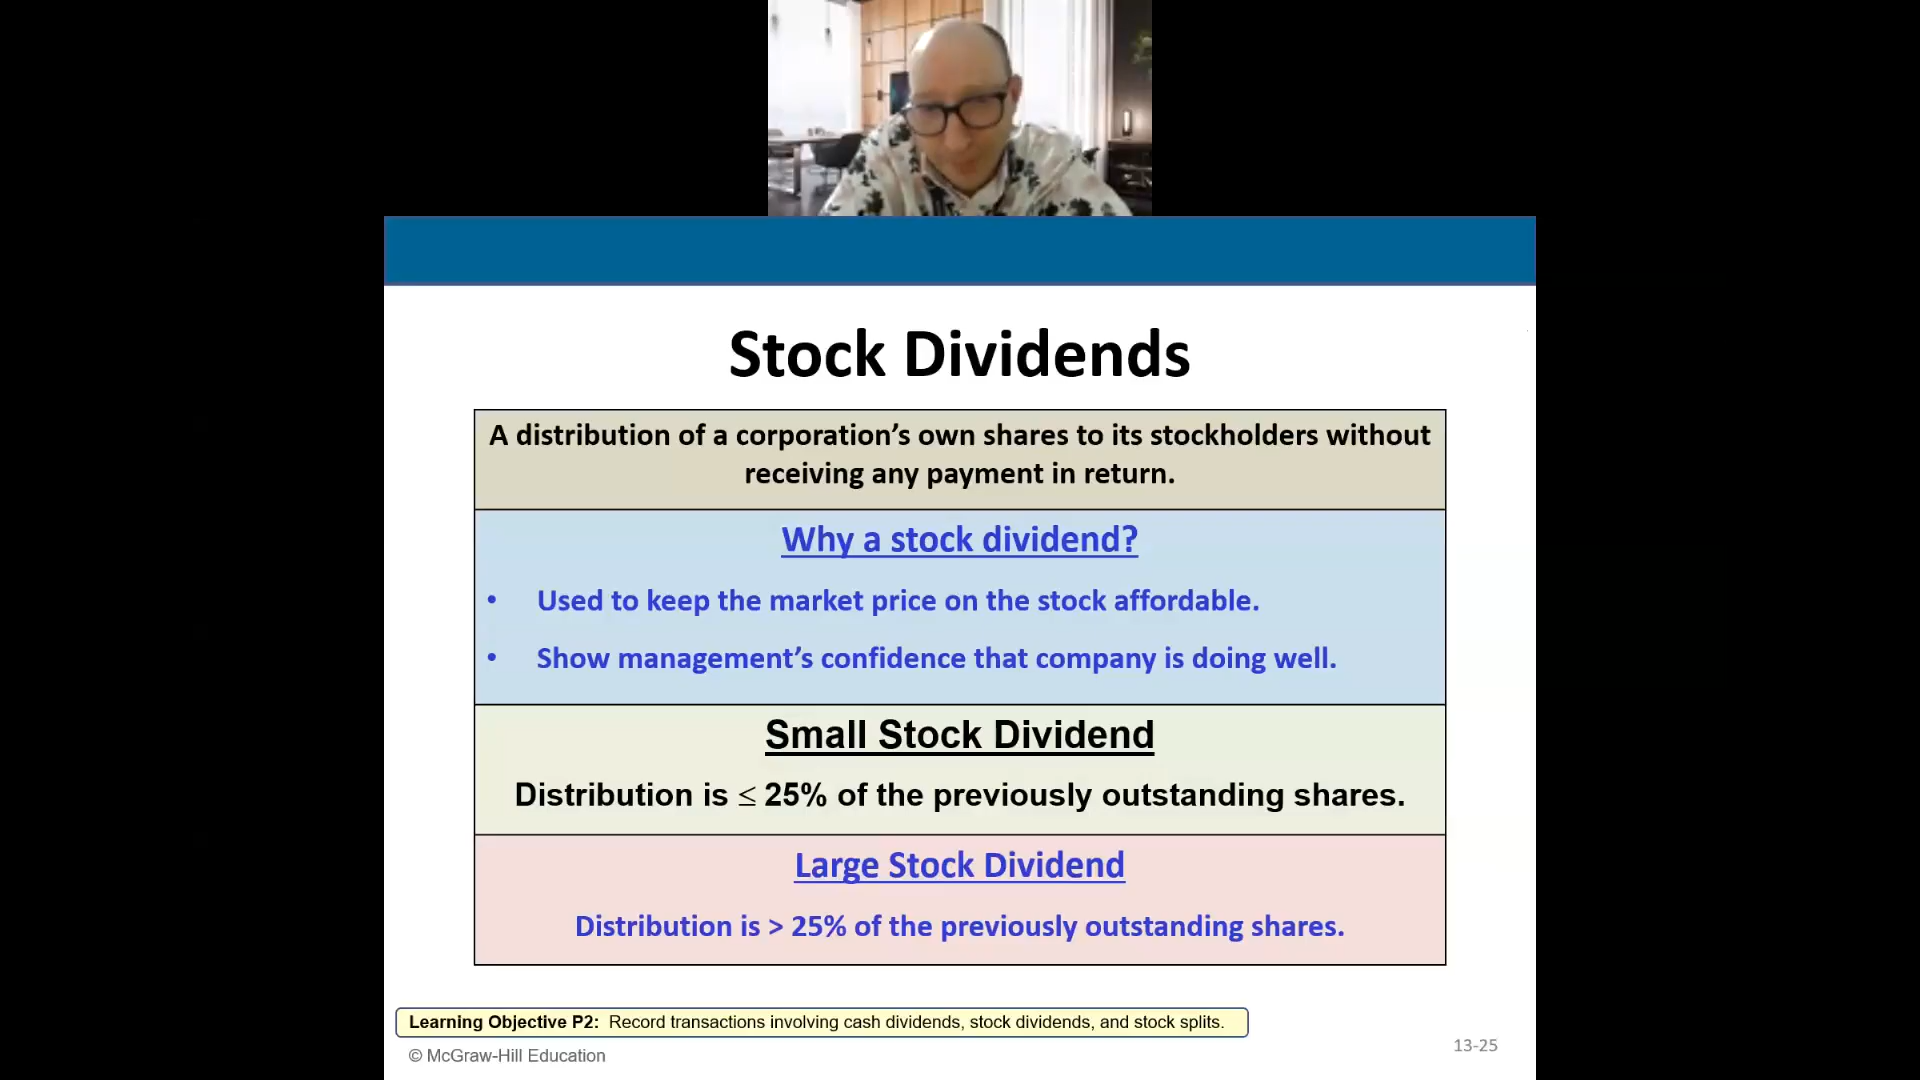 Stock Dividends
A distribution of a corporation’s own shares to its stockholders without
receiving any payment in return.
Why a stock dividend?
• Used to keep the market price on the stock affordable.
• Show management’s confidence that company is doing well.
Small Stock Dividend
Distribution is ≤ 25% of the previously outstanding shares.
Large Stock Dividend
Distribution is > 25% of the previously outstanding shares.
Learning Objective P2: Record transactions involving cash dividends, stock dividends, and stock splits.
© McGraw-Hill Education
13-25